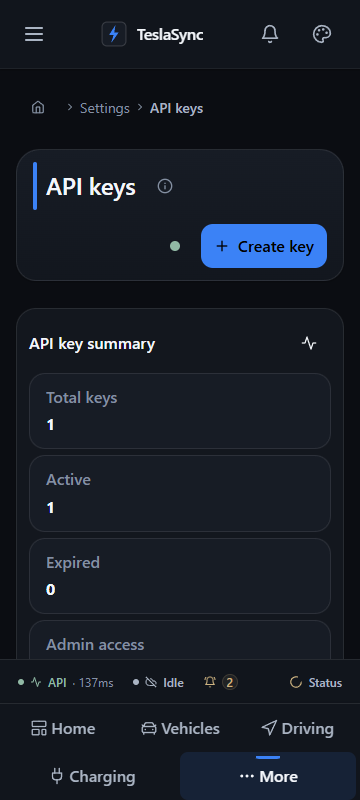 TeslaSync
Settings API keys
API keys
Create key
API key summary
Total keys
1
Active
1
Expired
0
Admin access
API · 137ms Idle 2 Status
Home Vehicles Driving
Charging More